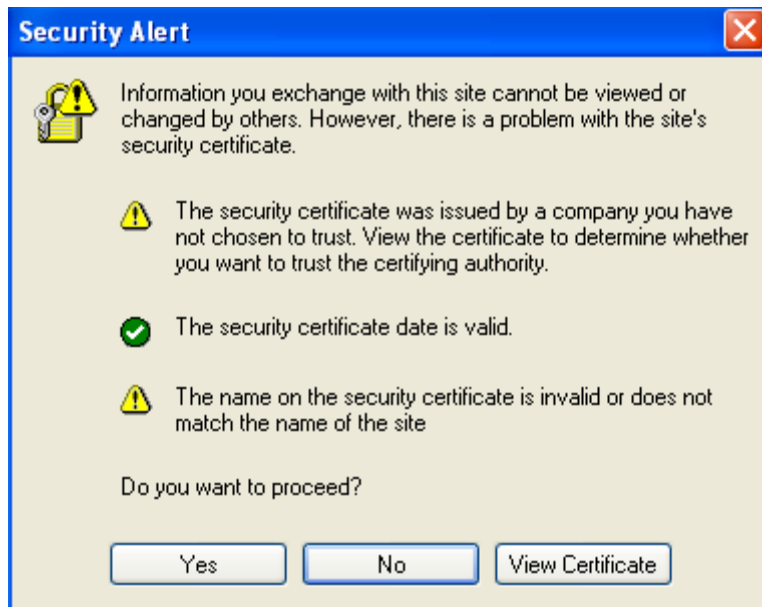 Security Alert
Information you exchange with this site cannot be viewed or
changed by others. However, there is a problem with the site's
security certificate.
The security certificate was issued by a company you have
not chosen to trust. View the certificate to determine whether
you want to trust the certifying authority.
The security certificate date is valid.
The name on the security certificate is invalid or does not
match the name of the site
Do you want to proceed?
Yes No View Certificate